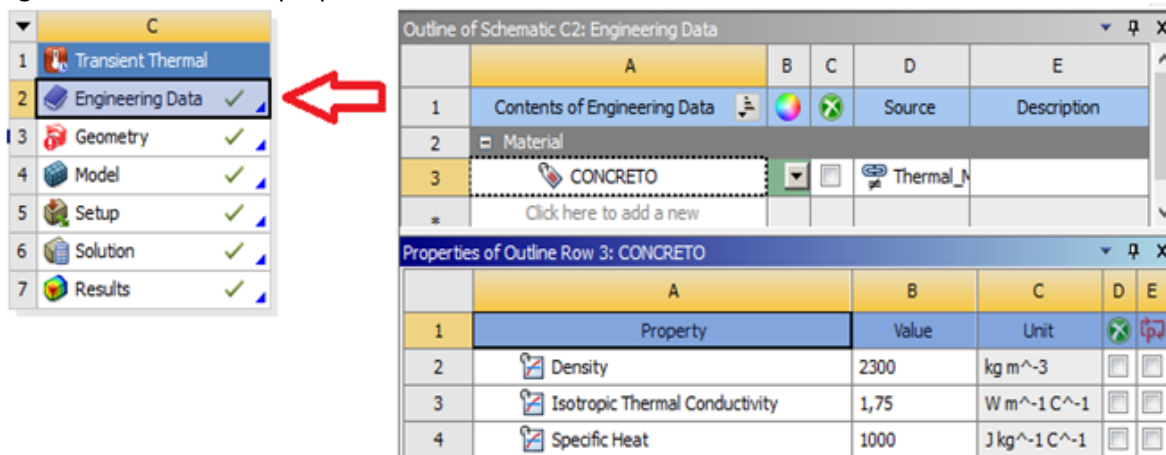 C
1 Transient Thermal
2 Engineering Data
3 Geometry
4 Model
5 Setup
6 Solution
7 Results
Outline of Schematic C2: Engineering Data
A B C D E
1 Contents of Engineering Data Source Description
2 Material
3 CONCRETO Thermal_M
* Click here to add a new
Properties of Outline Row 3: CONCRETO
A B C D E
1 Property Value Unit
2 Density 2300 kg m^-3
3 Isotropic Thermal Conductivity 1,75 W m^-1 C^-1
4 Specific Heat 1000 J kg^-1 C^-1